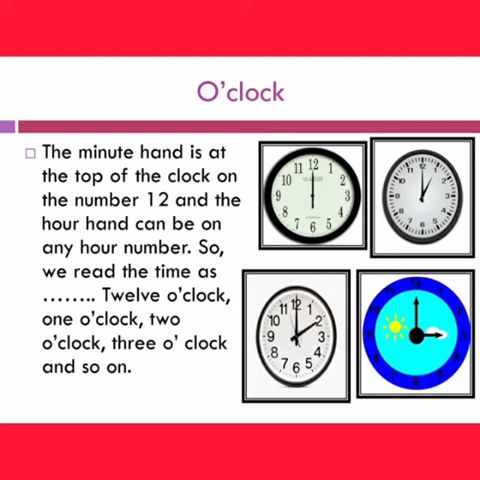 O'clock
The minute hand is at
the top of the clock on
the number 12 and the
hour hand can be on
any hour number. So,
we read the time as
…….. Twelve o'clock,
one o'clock, two
o'clock, three o' clock
and so on.